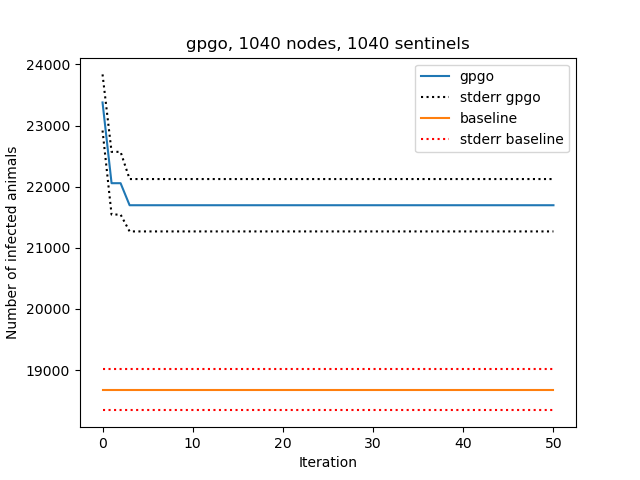 gpgo, 1040 nodes, 1040 sentinels
24000
23000
22000
21000
20000
19000
Number of infected animals
gpgo
stderr gpgo
baseline
stderr baseline
0
10
20
30
40
50
Iteration